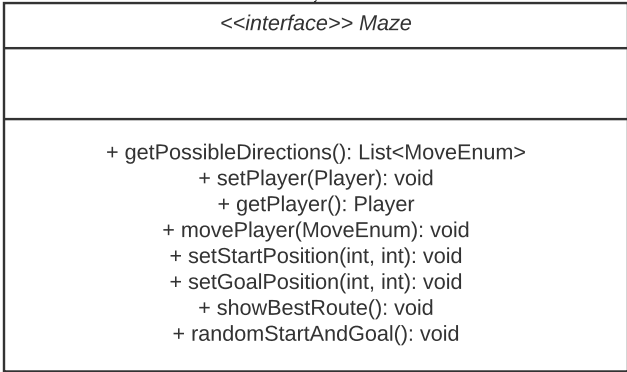 <<interface>> Maze
+ getPossibleDirections(): List<MoveEnum>
+ setPlayer(Player): void
+ getPlayer(): Player
+ movePlayer(MoveEnum): void
+ setStartPosition(int, int): void
+ setGoalPosition(int, int): void
+ showBestRoute(): void
+ randomStartAndGoal(): void